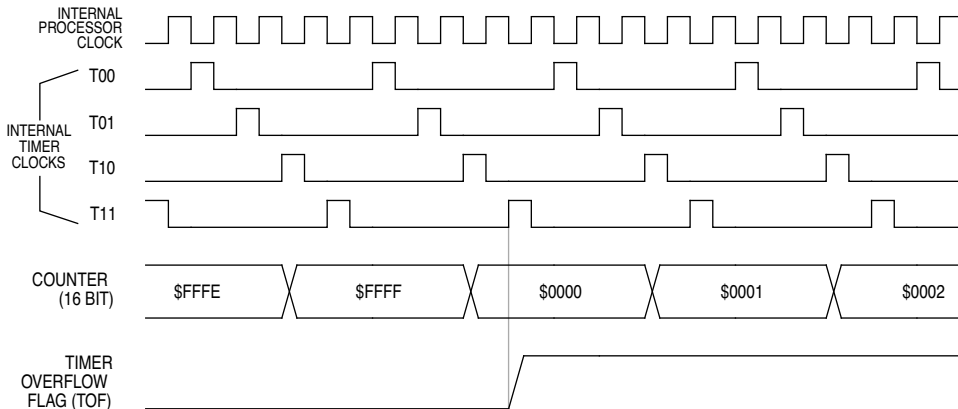 INTERNAL
PROCESSOR
CLOCK
T00
T01
INTERNAL
TIMER
CLOCKS
T10
T11
COUNTER
(16 BIT)
$FFFE
$FFFF
$0000
$0001
$0002
TIMER
OVERFLOW
FLAG (TOF)